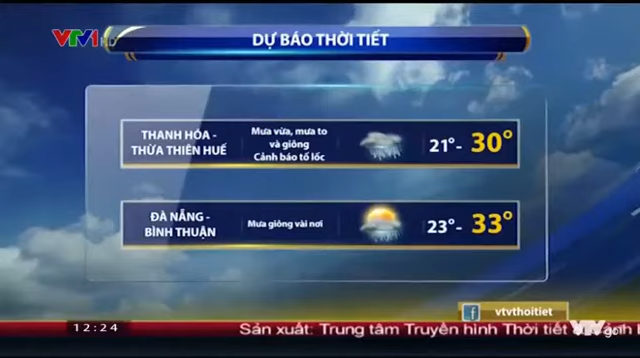 VTV1 HD
DỰ BÁO THỜI TIẾT
THANH HÓA -
THỪA THIÊN HUẾ
Mưa vừa, mưa to
và giông
Cảnh báo tố lốc
21°- 30°
ĐÀ NẴNG -
BÌNH THUẬN
Mưa giông vài nơi
23°- 33°
f vtvthoitiet
12:24
Sản xuất: Trung tâm Truyền hình Thời tiết
VTVgo